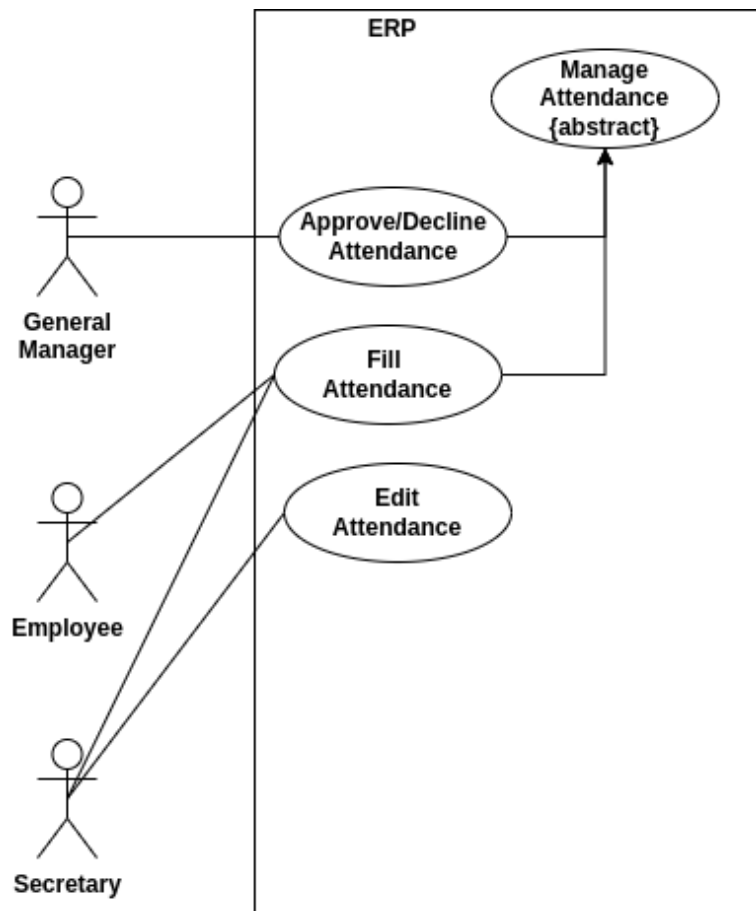 ERP
Manage
Attendance
{abstract}
Approve/Decline
Attendance
General
Manager
Fill
Attendance
Edit
Attendance
Employee
Secretary